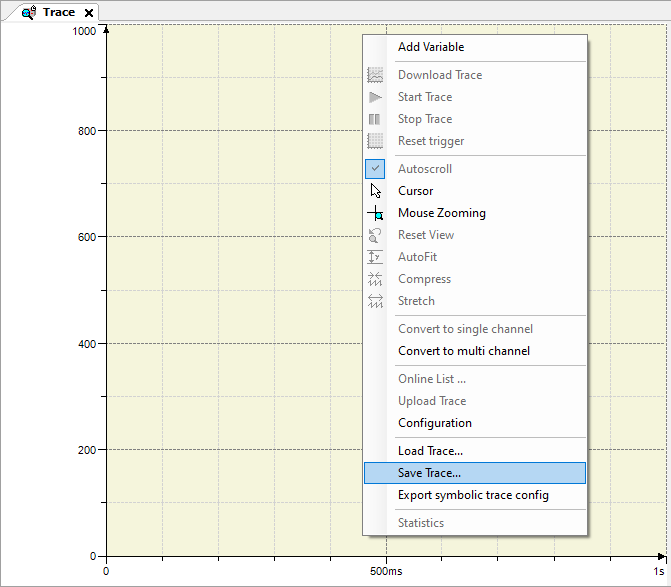 Trace
1000
800
600
400
200
0
0
500ms
1s
Add Variable
Download Trace
Start Trace
Stop Trace
Reset trigger
Autoscroll
Cursor
Mouse Zooming
Reset View
AutoFit
Compress
Stretch
Convert to single channel
Convert to multi channel
Online List ...
Upload Trace
Configuration
Load Trace...
Save Trace...
Export symbolic trace config
Statistics